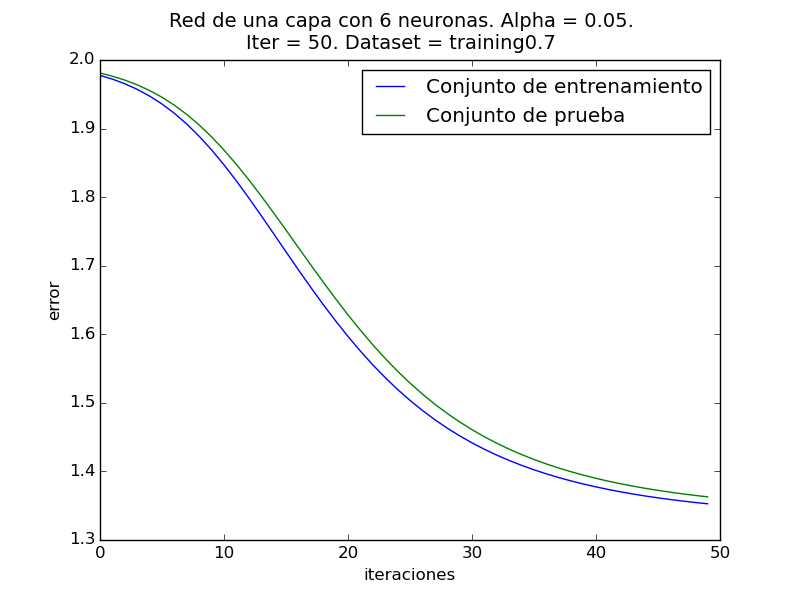 Red de una capa con 6 neuronas. Alpha = 0.05.
Iter = 50. Dataset = training0.7
Conjunto de entrenamiento
Conjunto de prueba
2.0
1.9
1.8
1.7
1.6
1.5
1.4
1.3
error
0 10 20 30 40 50
iteraciones